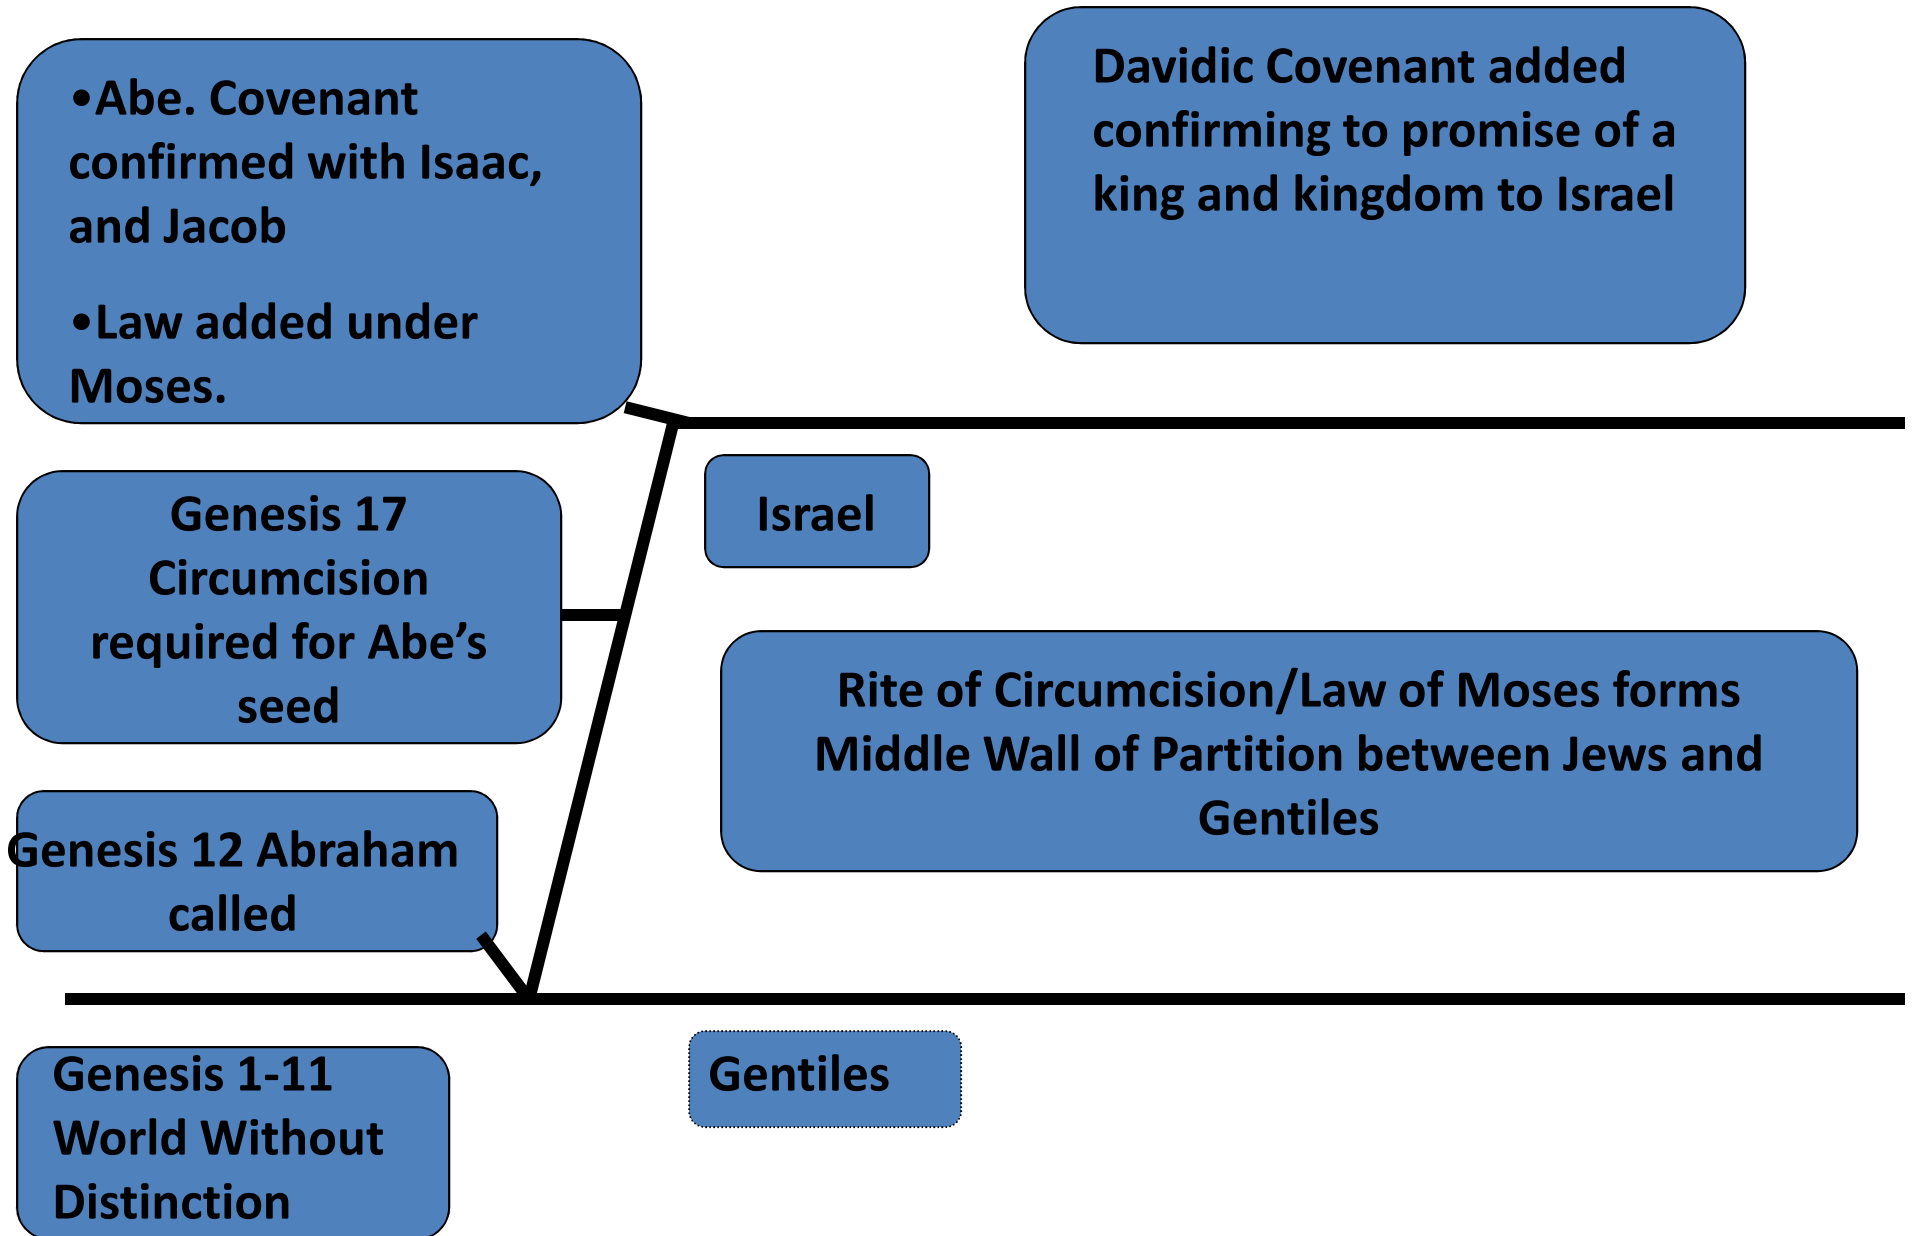 •Abe. Covenant
confirmed with Isaac,
and Jacob
•Law added under
Moses.
Davidic Covenant added
confirming to promise of a
king and kingdom to Israel
Genesis 17
Circumcision
required for Abe’s
seed
Israel
Rite of Circumcision/Law of Moses forms
Middle Wall of Partition between Jews and
Gentiles
Genesis 12 Abraham
called
Genesis 1-11
World Without
Distinction
Gentiles